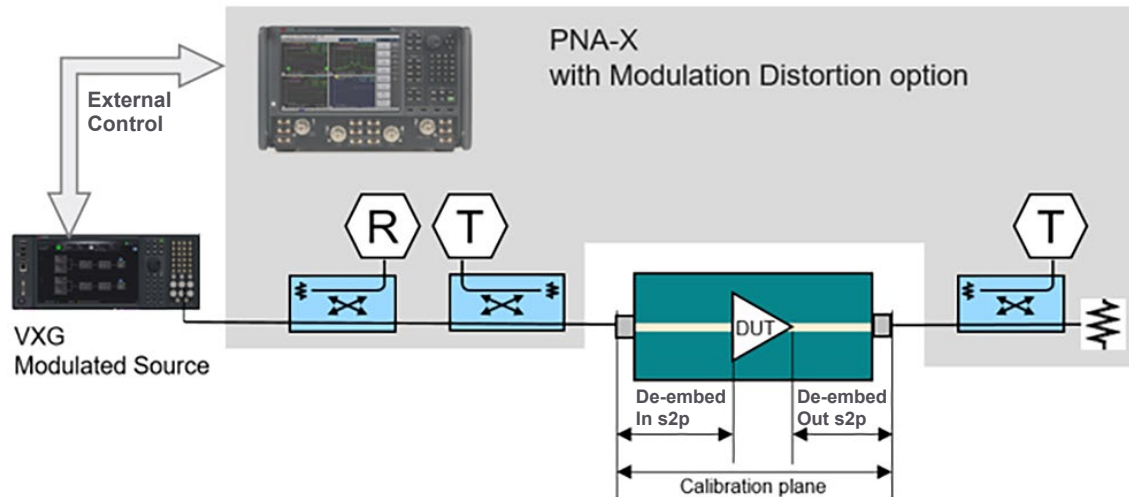 PNA-X
with Modulation Distortion option
External
Control
R
T
T
VXG
Modulated Source
DUT
De-embed
In s2p
De-embed
Out s2p
Calibration plane